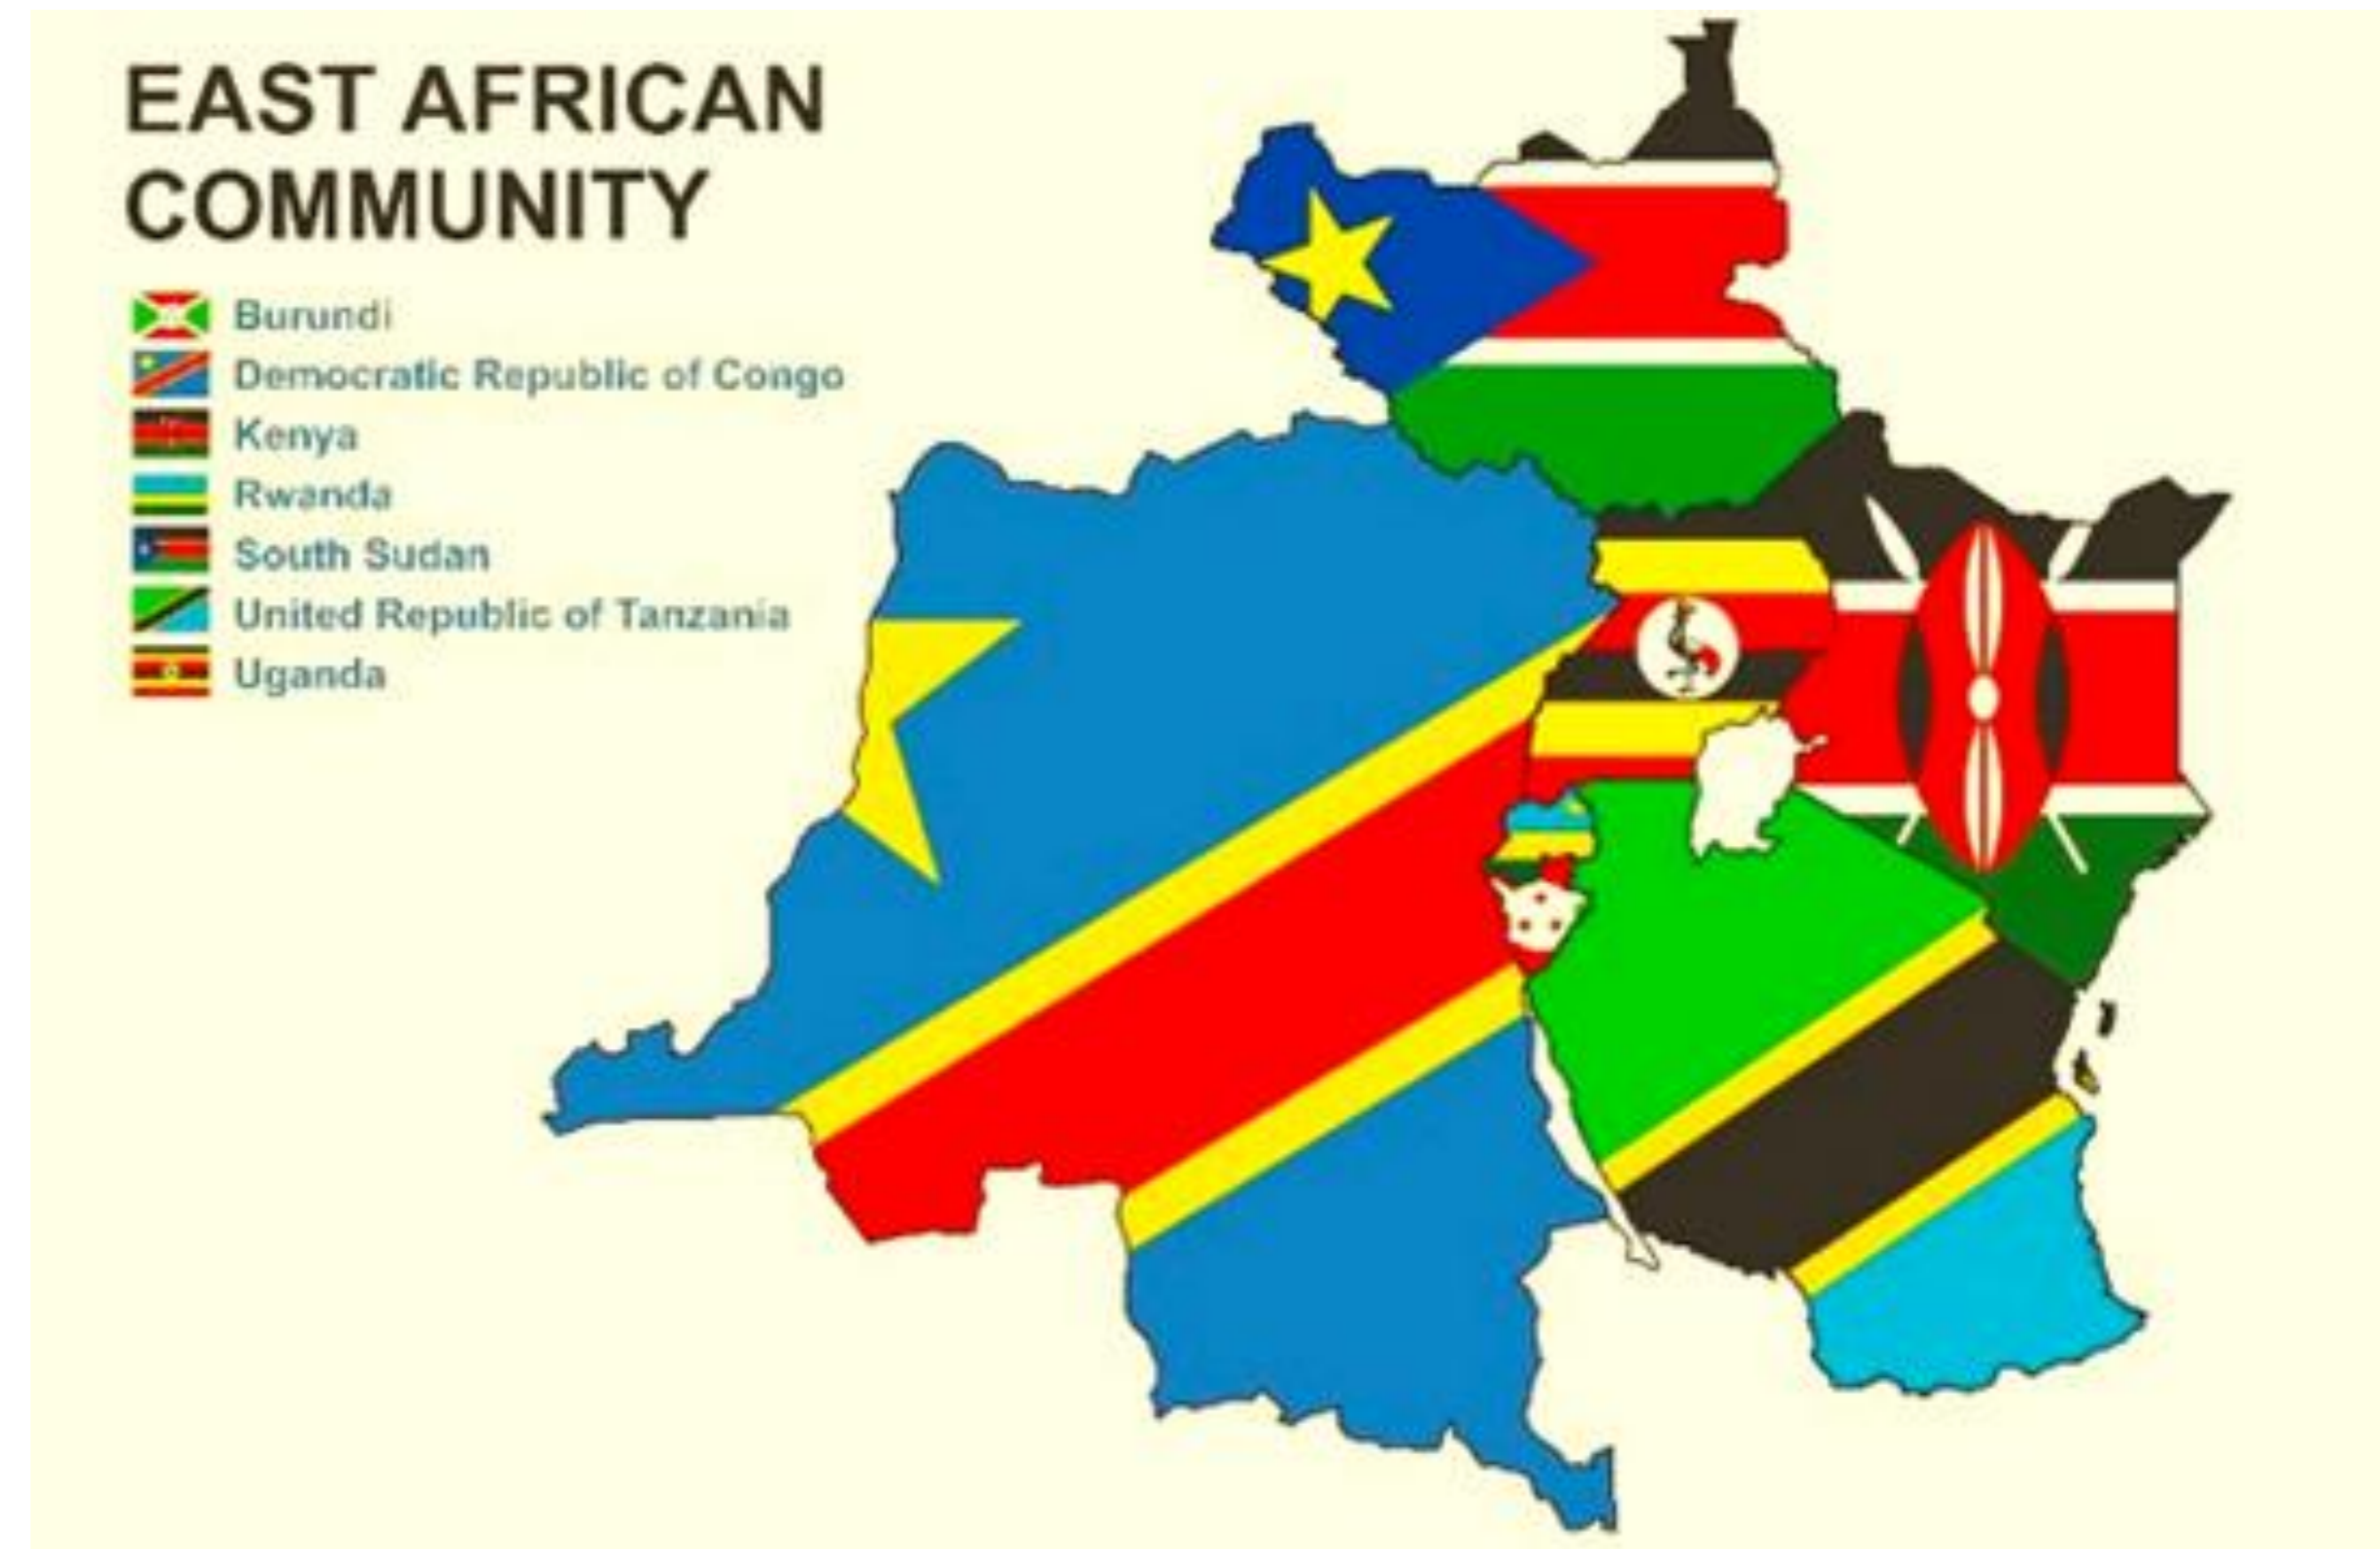 EAST AFRICAN
COMMUNITY
Burundi
Democratic Republic of Congo
Kenya
Rwanda
South Sudan
United Republic of Tanzania
Uganda